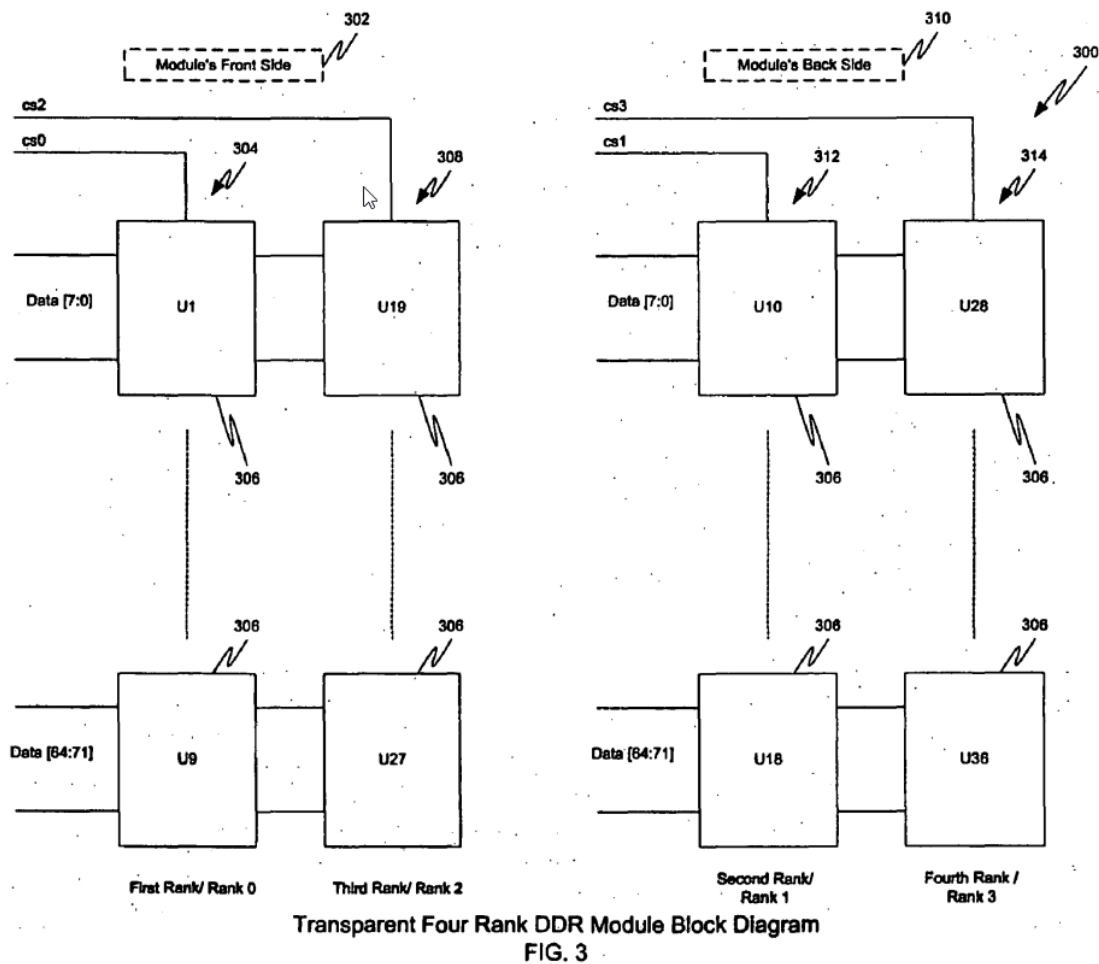 302
310
Module's Front Side
Module's Back Side
300
cs2
cs3
cs0
cs1
304
308
312
314
Data [7:0]
U1
U19
Data [7:0]
U10
U28
306
306
306
306
306
306
306
306
Data [64:71]
U9
U27
Data [64:71]
U18
U36
First Rank/ Rank 0
Third Rank/ Rank 2
Second Rank/
Rank 1
Fourth Rank /
Rank 3
Transparent Four Rank DDR Module Block Diagram
FIG. 3